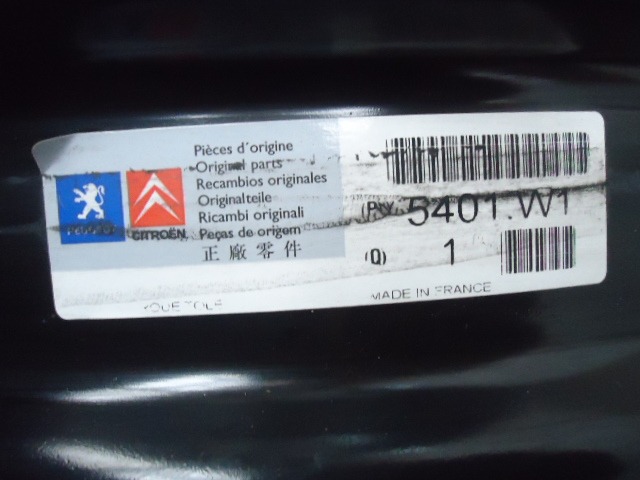 Pièces d'origine
Original parts
Recambios originales
Originalteile
Ricambi originali
Peças de origem
正廠零件
PEUGEOT
CITROËN
5401.W1
(Q) 1
MADE IN FRANCE